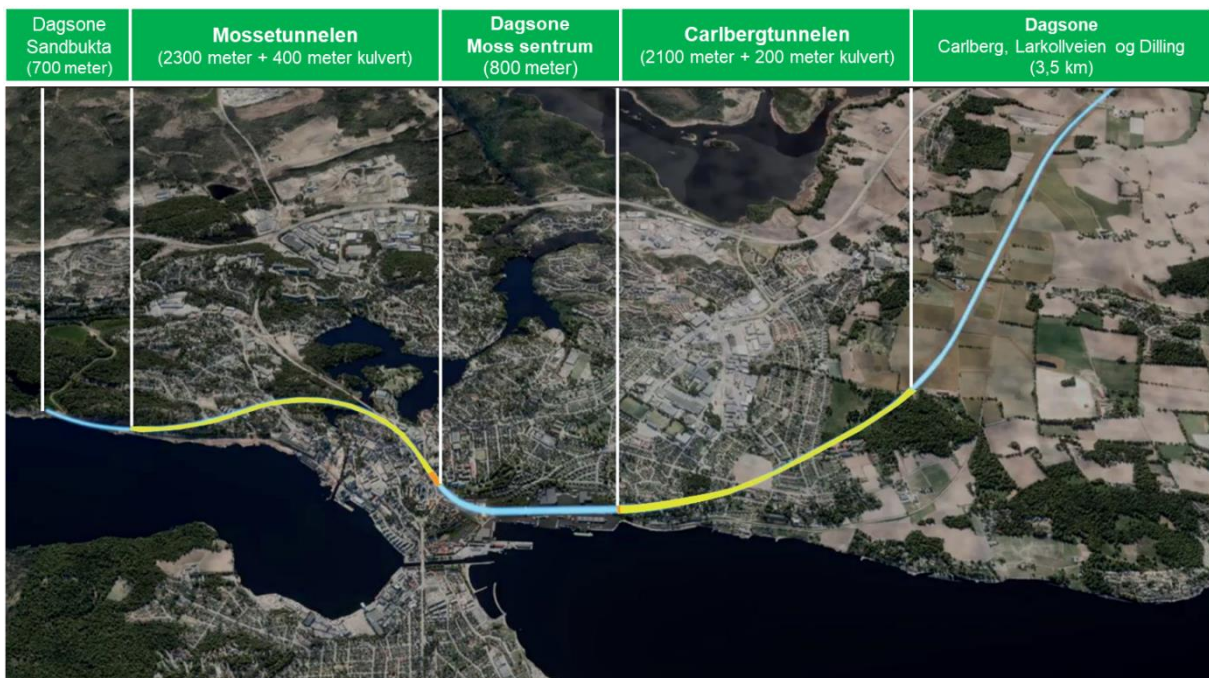 Dagsone
Sandbukta
(700 meter)
Mossetunnelen
(2300 meter + 400 meter kulvert)
Dagsone
Moss sentrum
(800 meter)
Carlbergtunnelen
(2100 meter + 200 meter kulvert)
Dagsone
Carlberg, Larkollveien og Dilling
(3,5 km)